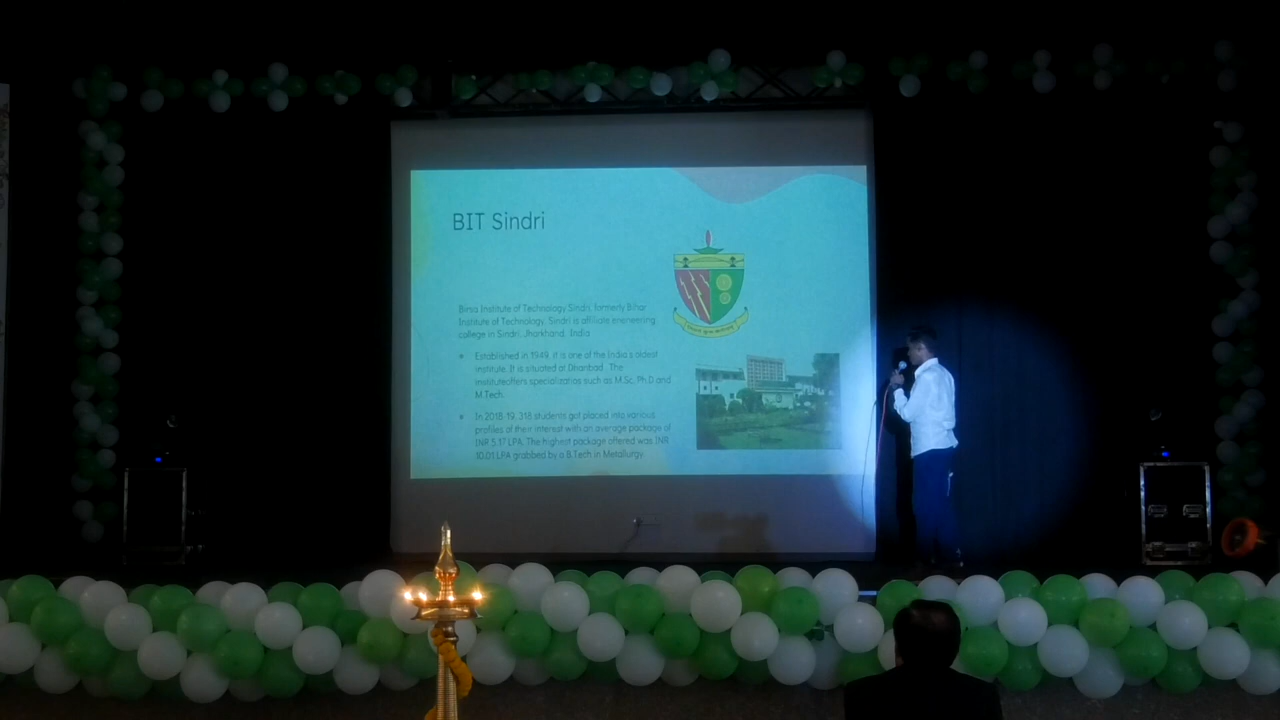 BIT Sindri
Birsa Institute of Technology Sindri, formerly Bihar
Institute of Technology, Sindri is affiliate engineering
college in Sindri, Jharkhand, India
Established in 1949. It is one of the India's oldest
institute. It is situated at Dhanbad. The
instituteoffers specializatios such as M.Sc, Ph.D and
M.Tech.
In 2018-19, 318 students got placed into various
profiles of their interest with an average package of
INR 5.17 LPA. The highest package offered was INR
10.01 LPA grabbed by a B.Tech in Metallurgy.